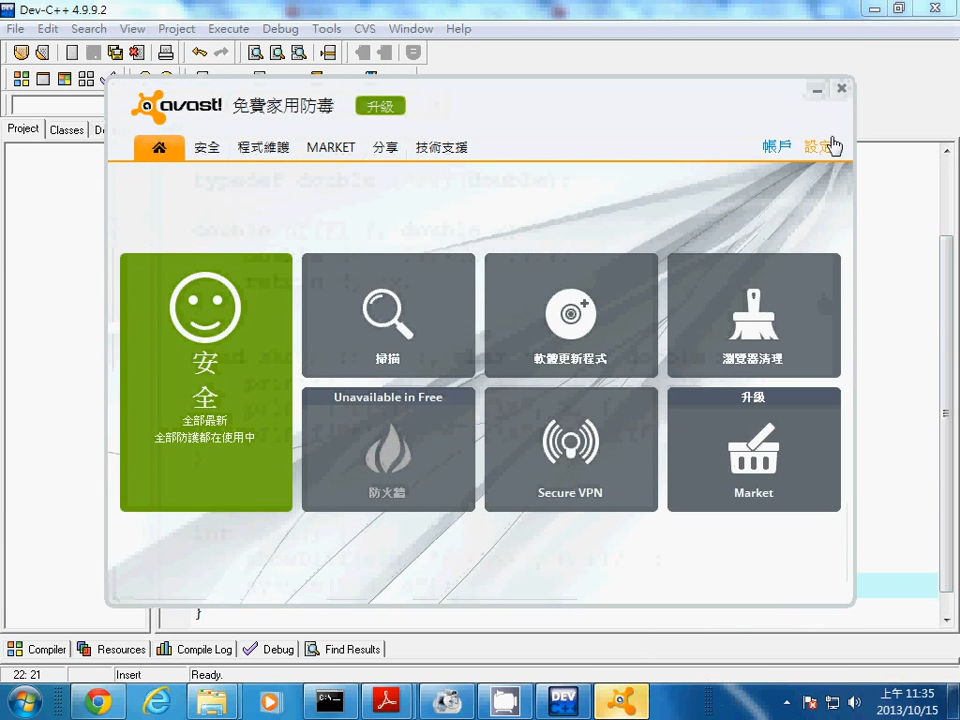 Dev-C++ 4.9.9.2
File Edit Search View Project Execute Debug Tools CVS Window Help
avast! 免費家用防毒 升級
Project Classes
安全 程式維護 MARKET 分享 技術支援 帳戶 設定
typedef double
安
全
全部最新
全部防護都在使用中
掃描
軟體更新程式
瀏覽器清理
Unavailable in Free
防火牆
Secure VPN
升級
Market
}
Compiler Resources Compile Log Debug Find Results
22: 21 Insert Ready.
DEV C++
上午 11:35
2013/10/15